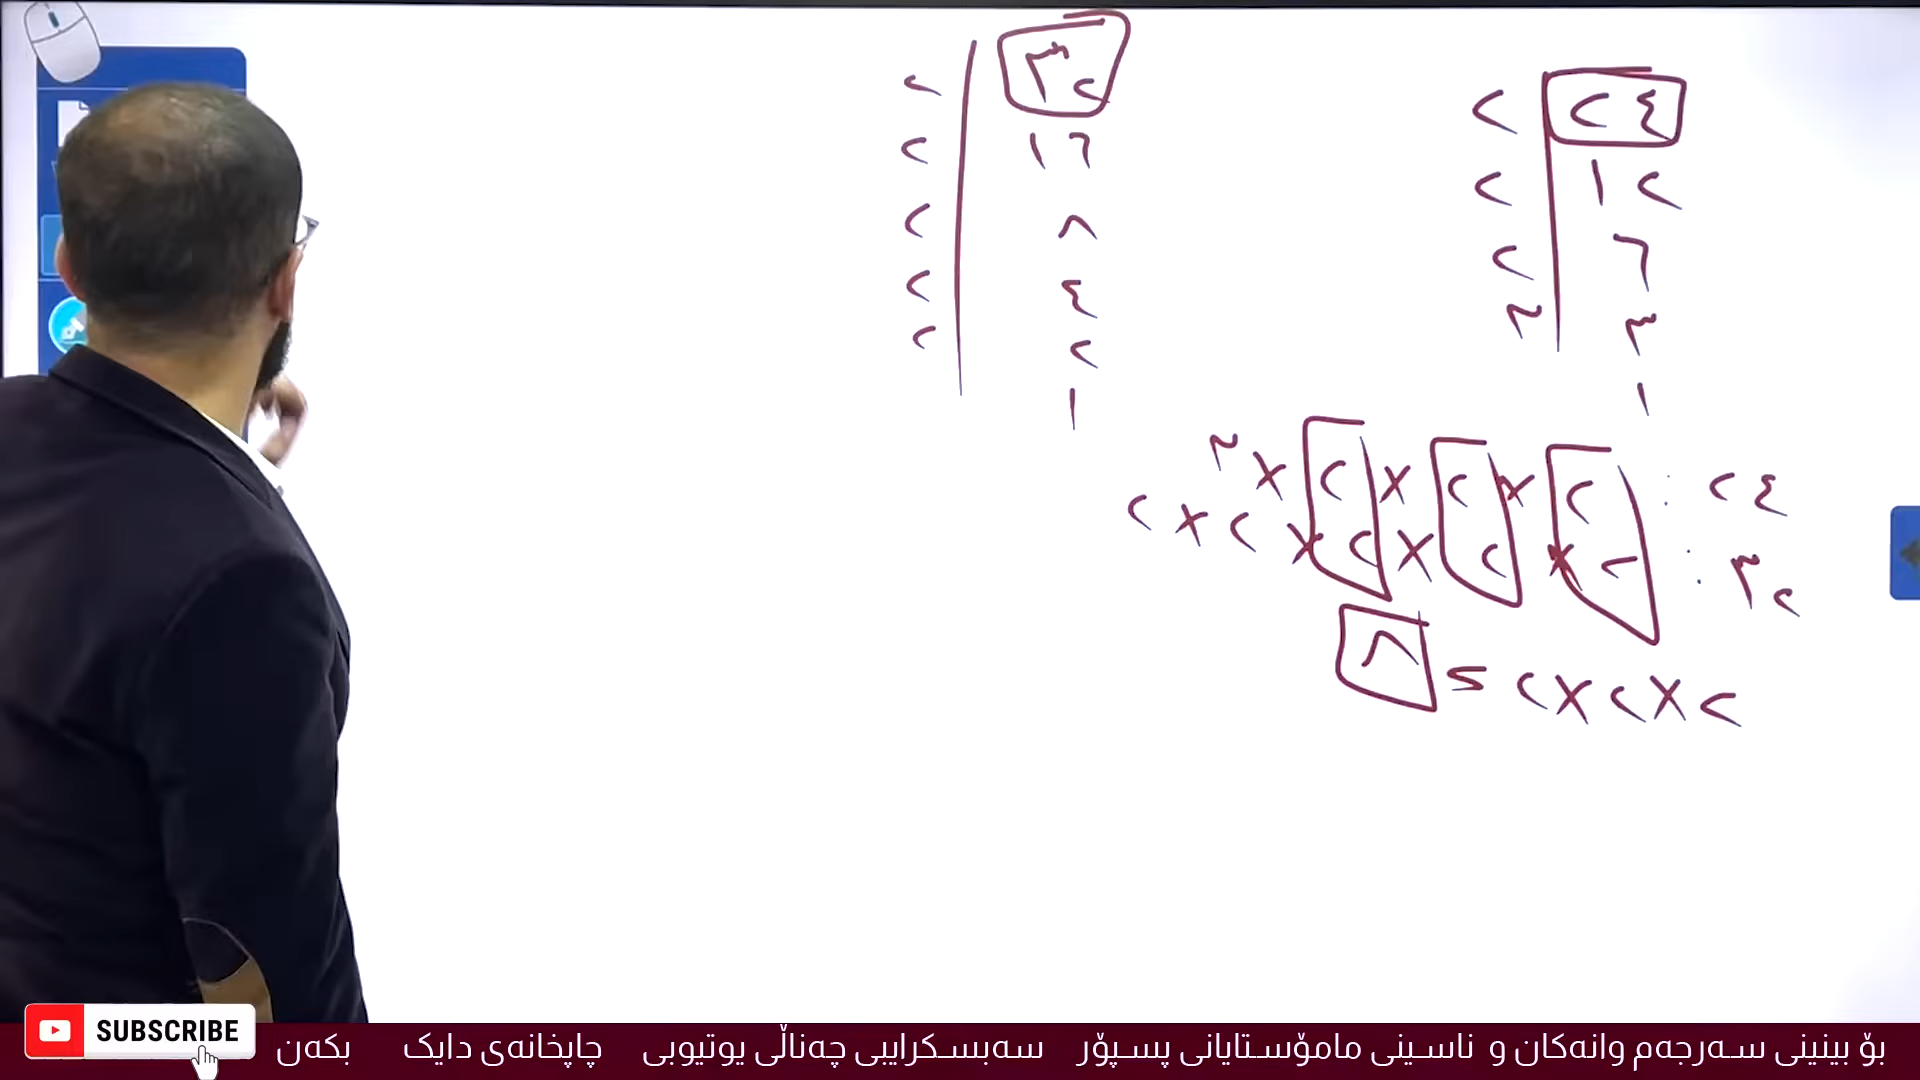 ٢ | ٢٤
٢ | ١٢
٢ | ٦
٣ | ٣
١
٢ | ٣٢
٢ | ١٦
٢ | ٨
٢ | ٤
٢ | ٢
١
٢٤ : ٢ × ٢ × ٢ × ٣
٣٢ : ٢ × ٢ × ٢ × ٢ × ٢
٢ × ٢ × ٢ = ٨
SUBSCRIBE
بۆ بینینی سەرجەم وانەکان و ناسینی مامۆستایانی پسپۆر سەبسکرایبی چەناڵی یوتیوبی چاپخانەی دایک بکەن